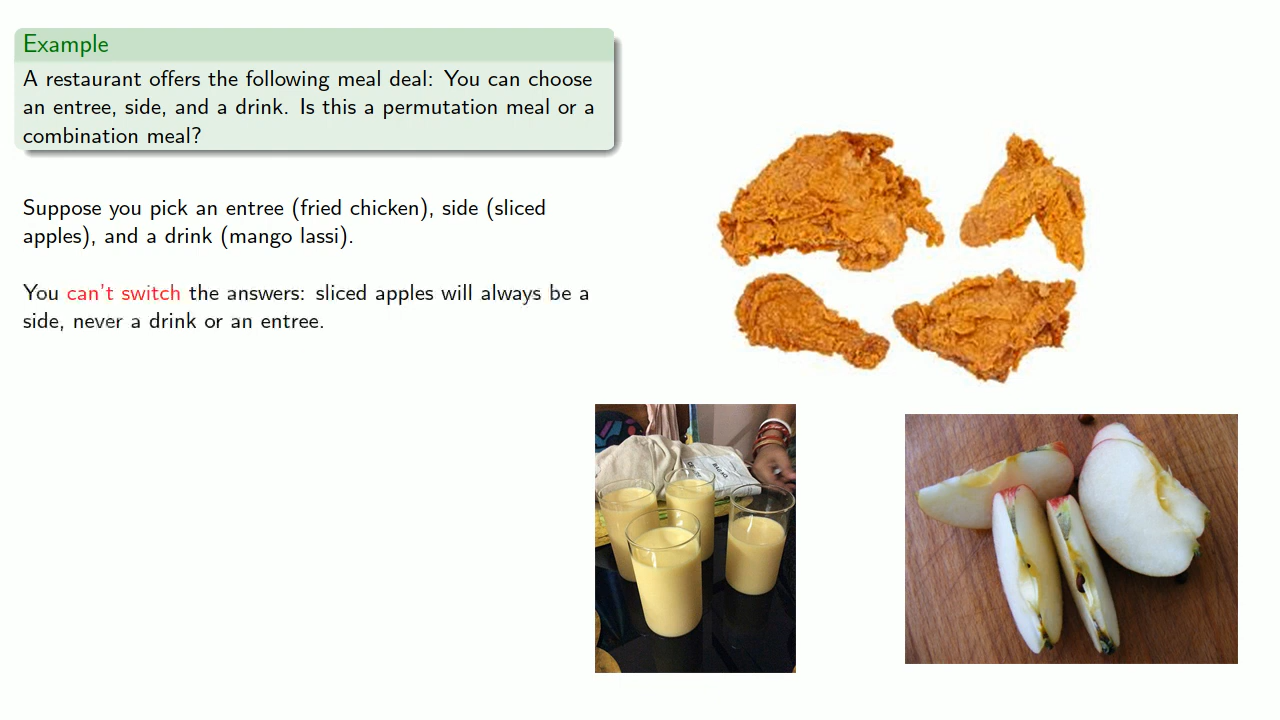 Example
A restaurant offers the following meal deal: You can choose
an entree, side, and a drink. Is this a permutation meal or a
combination meal?
Suppose you pick an entree (fried chicken), side (sliced
apples), and a drink (mango lassi).
You can't switch the answers: sliced apples will always be a
side, never a drink or an entree.